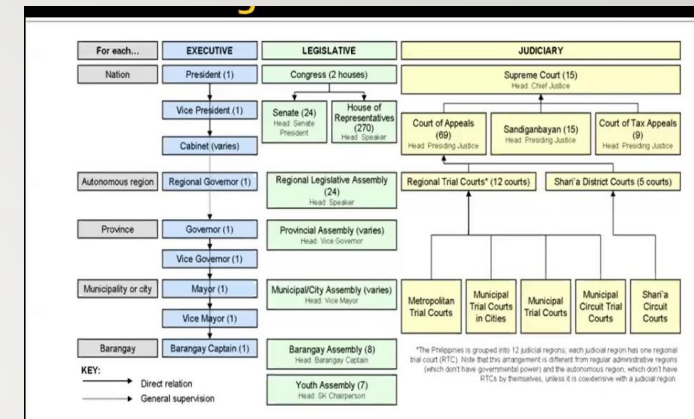 For each...
EXECUTIVE
LEGISLATIVE
JUDICIARY
Nation
President (1)
Congress (2 houses)
Supreme Court (15)
Head: Chief Justice
Vice President (1)
Senate (24)
Head: Senate
President
House of
Representatives
(270)
Head: Speaker
Court of Appeals
(69)
Head: Presiding Justice
Sandiganbayan (15)
Head: Presiding Justice
Court of Tax Appeals
(9)
Head: Presiding Justice
Cabinet (varies)
Autonomous region
Regional Governor (1)
Regional Legislative Assembly
(24)
Head: Speaker
Regional Trial Courts* (12 courts)
Shari'a District Courts (5 courts)
Province
Governor (1)
Provincial Assembly (varies)
Head: Vice Governor
Vice Governor (1)
Municipality or city
Mayor (1)
Municipal/City Assembly (varies)
Head: Vice Mayor
Vice Mayor (1)
Metropolitan
Trial Courts
Municipal
Trial Courts
in Cities
Municipal
Trial Courts
Municipal
Circuit Trial
Courts
Shari'a
Circuit
Courts
Barangay
Barangay Captain (1)
Barangay Assembly (8)
Head: Barangay Captain
Youth Assembly (7)
Head: SK Chairperson
KEY:
Direct relation
General supervision
*The Philippines is grouped into 12 judicial regions; each judicial region has one regional
trial court (RTC). Note that this arrangement is different from regular administrative regions
(which don't have governmental power) and the autonomous region, which don't have
RTCs by themselves, unless it is coextensive with a judicial region.